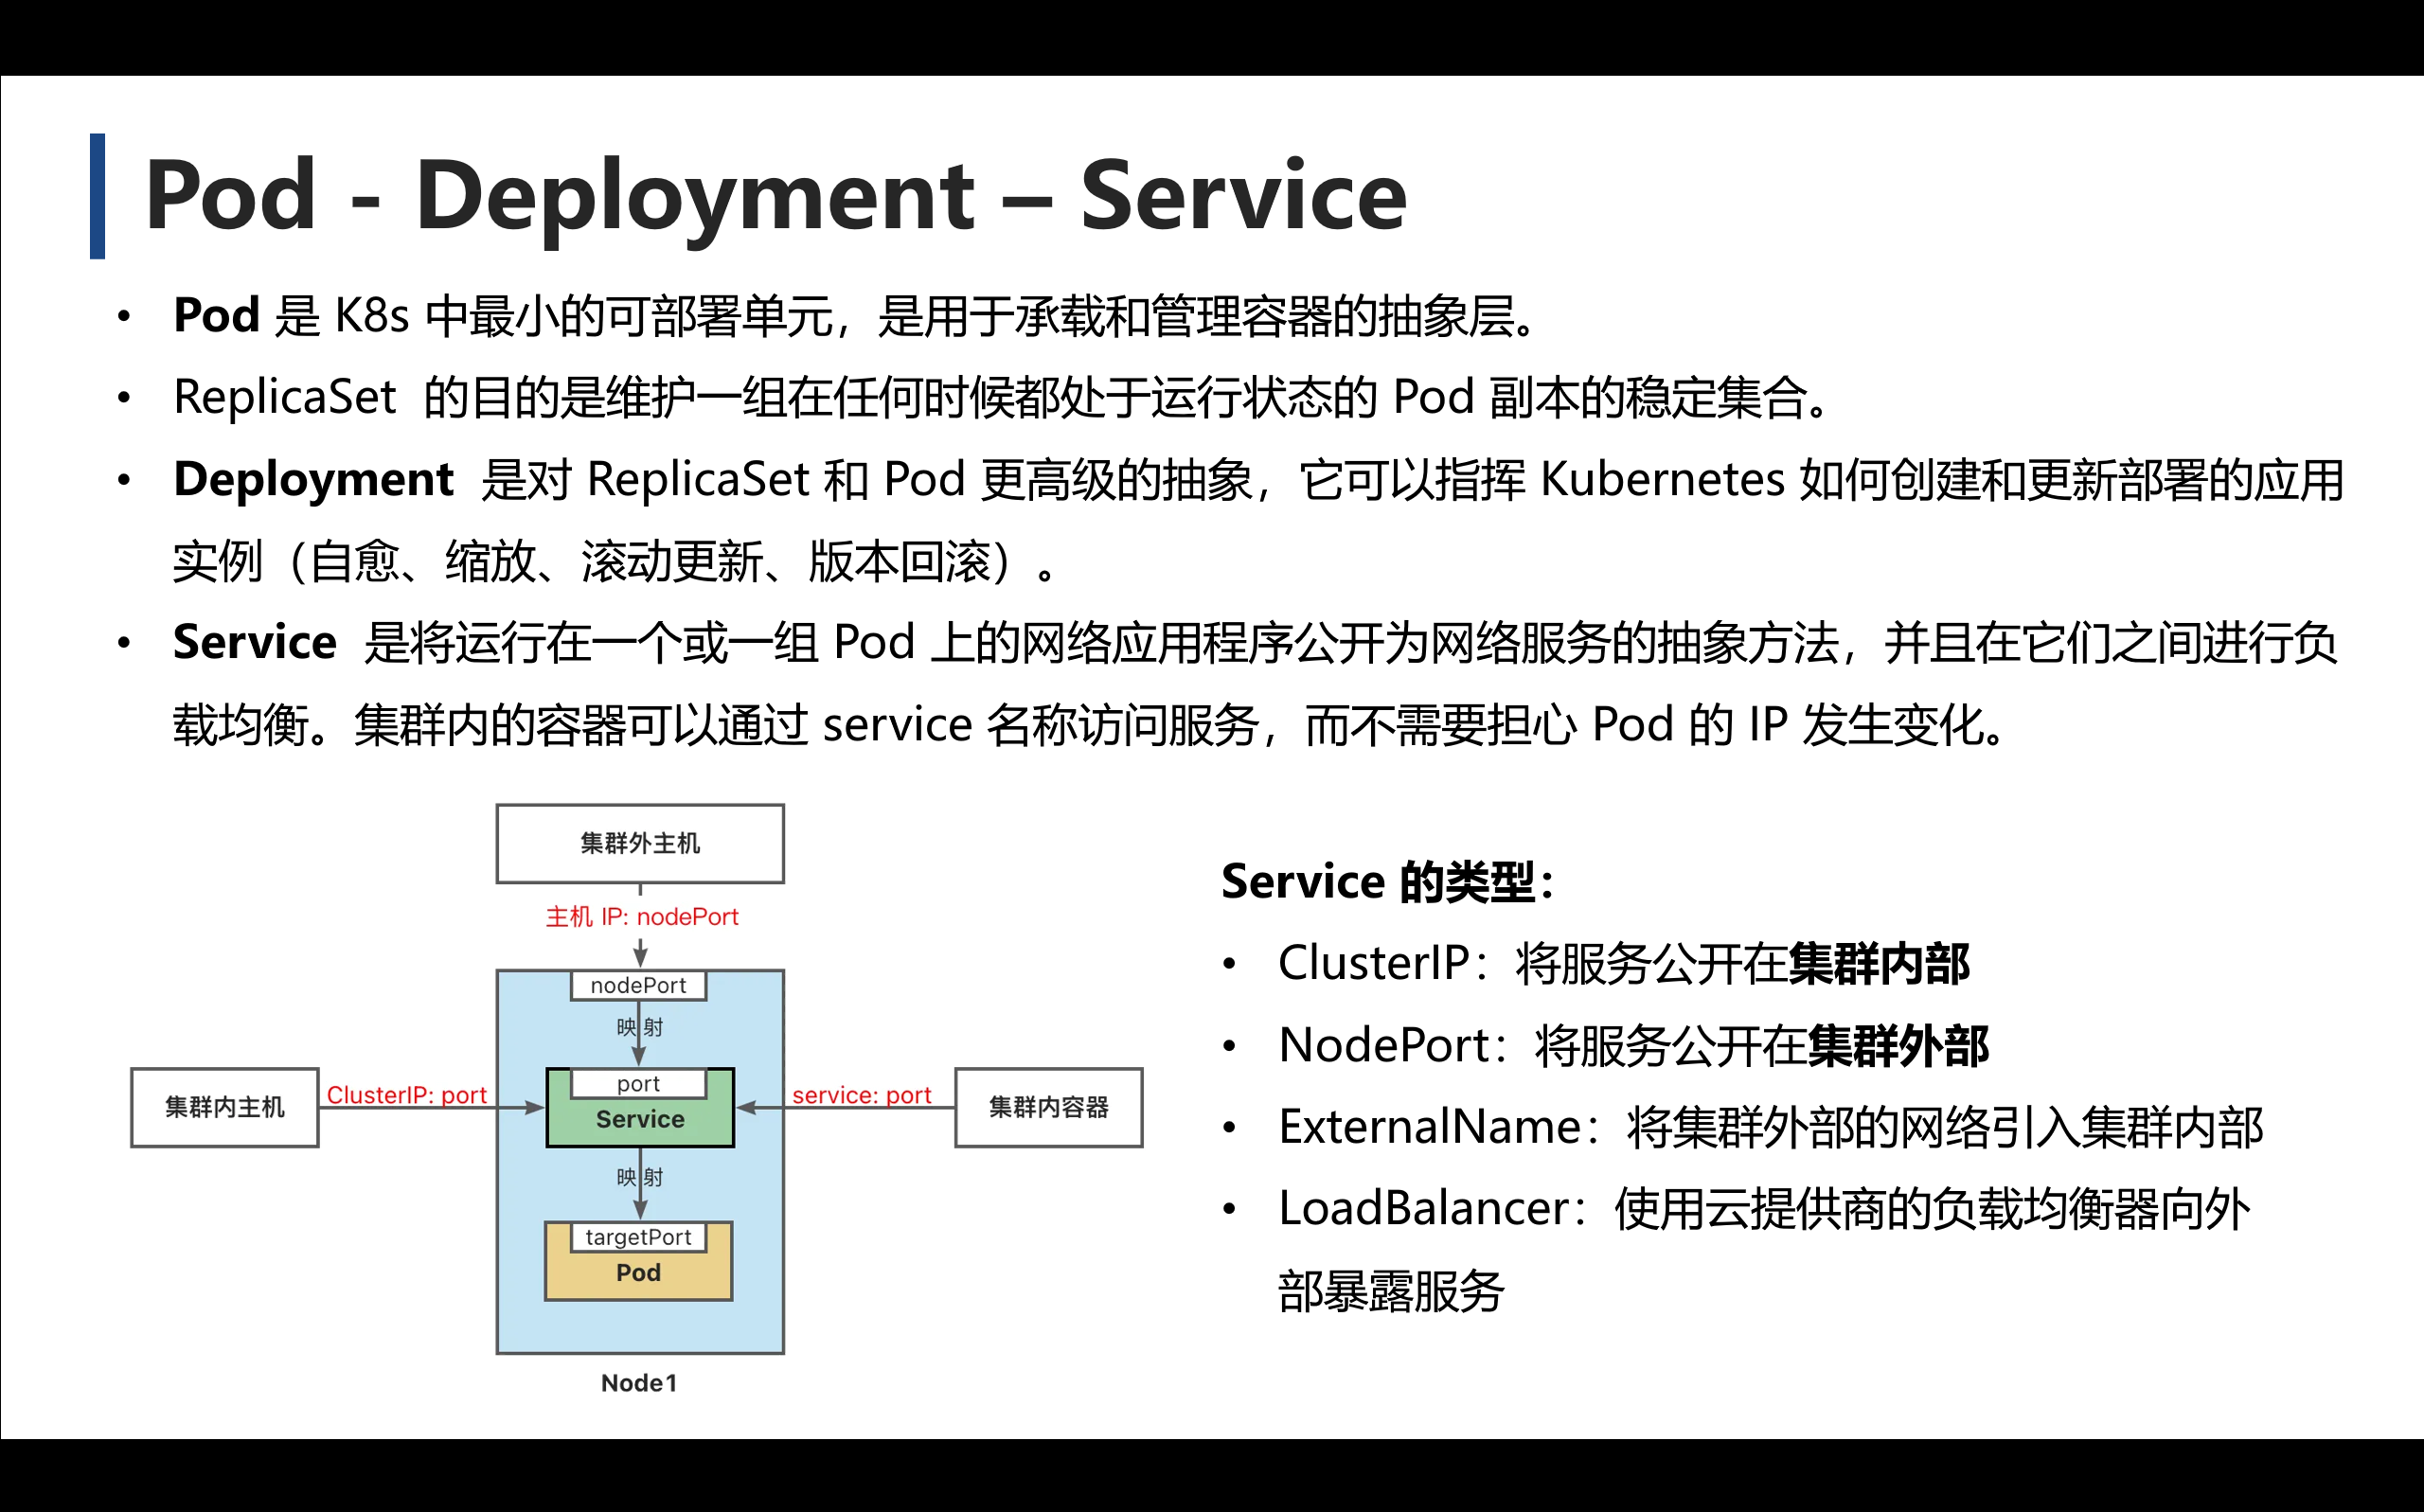 Pod - Deployment – Service
• Pod 是 K8s 中最小的可部署单元，是用于承载和管理容器的抽象层。
• ReplicaSet 的目的是维护一组在任何时候都处于运行状态的 Pod 副本的稳定集合。
• Deployment 是对 ReplicaSet 和 Pod 更高级的抽象，它可以指挥 Kubernetes 如何创建和更新部署的应用
实例（自愈、缩放、滚动更新、版本回滚）。
• Service 是将运行在一个或一组 Pod 上的网络应用程序公开为网络服务的抽象方法，并且在它们之间进行负
载均衡。集群内的容器可以通过 service 名称访问服务，而不需要担心 Pod 的 IP 发生变化。
集群外主机
主机 IP: nodePort
nodePort
映射
集群内主机
ClusterIP: port
port
Service
service: port
集群内容器
映射
targetPort
Pod
Node1
Service 的类型：
• ClusterIP：将服务公开在集群内部
• NodePort：将服务公开在集群外部
• ExternalName：将集群外部的网络引入集群内部
• LoadBalancer：使用云提供商的负载均衡器向外
部暴露服务